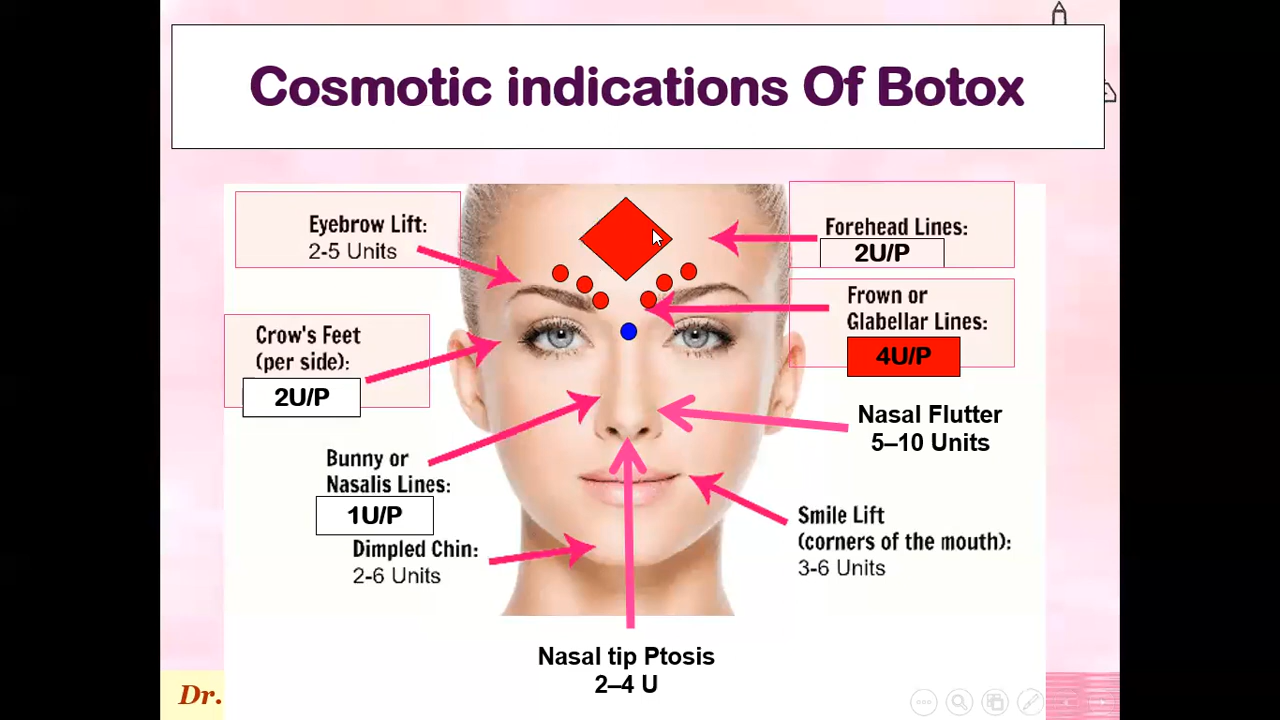 Cosmotic indications Of Botox
Eyebrow Lift:
2-5 Units
Forehead Lines:
2U/P
Frown or
Glabellar Lines:
4U/P
Crow's Feet
(per side):
2U/P
Nasal Flutter
5–10 Units
Bunny or
Nasalis Lines:
1U/P
Smile Lift
(corners of the mouth):
3-6 Units
Dimpled Chin:
2-6 Units
Nasal tip Ptosis
2–4 U
Dr.